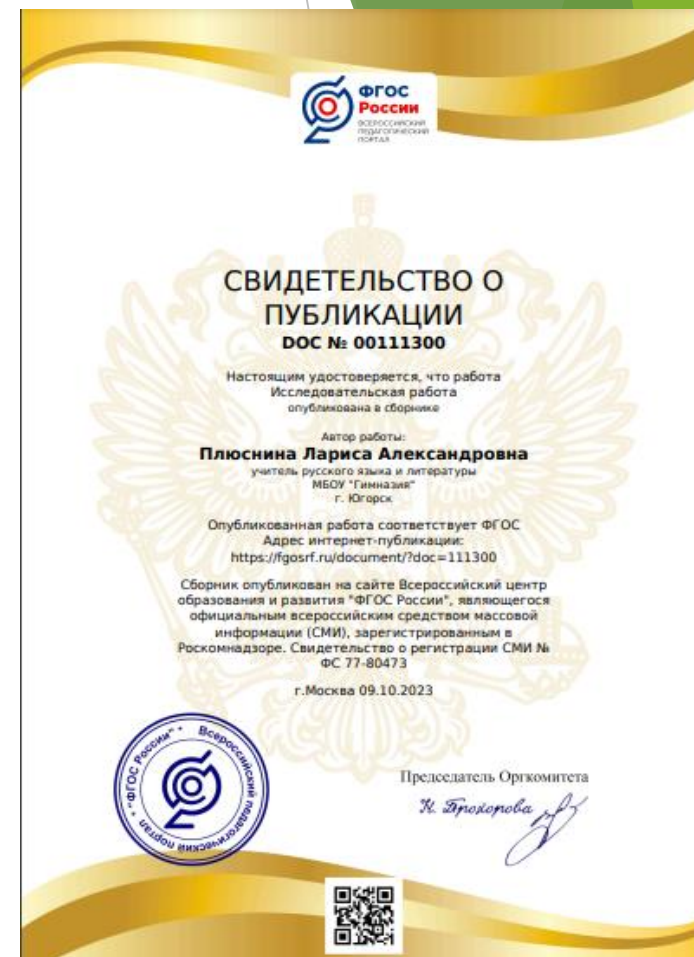 ФГОС
России
ВСЕРОССИЙСКИЙ
ПЕДАГОГИЧЕСКИЙ
ПОРТАЛ
СВИДЕТЕЛЬСТВО О
ПУБЛИКАЦИИ
DOC № 00111300
Настоящим удостоверяется, что работа
Исследовательская работа
опубликована в сборнике
Автор работы:
Плюснина Лариса Александровна
учитель русского языка и литературы
МБОУ "Гимназия"
г. Югорск
Опубликованная работа соответствует ФГОС
Адрес интернет-публикации:
https://fgosrf.ru/document/?doc=111300
Сборник опубликован на сайте Всероссийский центр
образования и развития "ФГОС России", являющегося
официальным всероссийским средством массовой
информации (СМИ), зарегистрированным в
Роскомнадзоре. Свидетельство о регистрации СМИ №
ФС 77-80473
г.Москва 09.10.2023
Председатель Оргкомитета
Н. Прохорова
Всероссийский педагогический портал * "ФГОС России" *